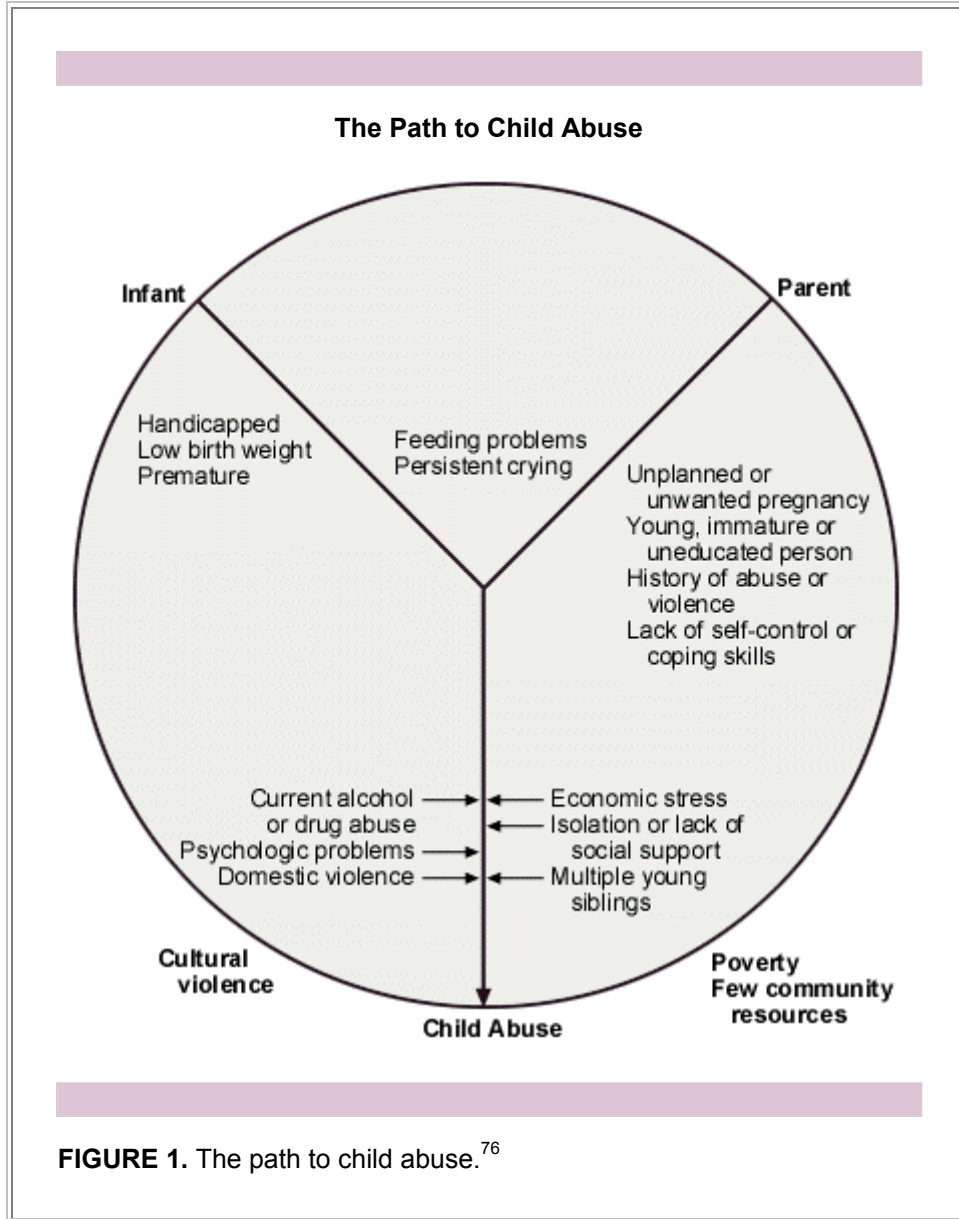 The Path to Child Abuse
Infant
Parent
Handicapped
Low birth weight
Premature
Feeding problems
Persistent crying
Unplanned or
unwanted pregnancy
Young, immature or
uneducated person
History of abuse or
violence
Lack of self-control or
coping skills
Current alcohol
or drug abuse
Psychologic problems
Domestic violence
Economic stress
Isolation or lack of
social support
Multiple young
siblings
Cultural
violence
Poverty
Few community
resources
Child Abuse
FIGURE 1. The path to child abuse.76